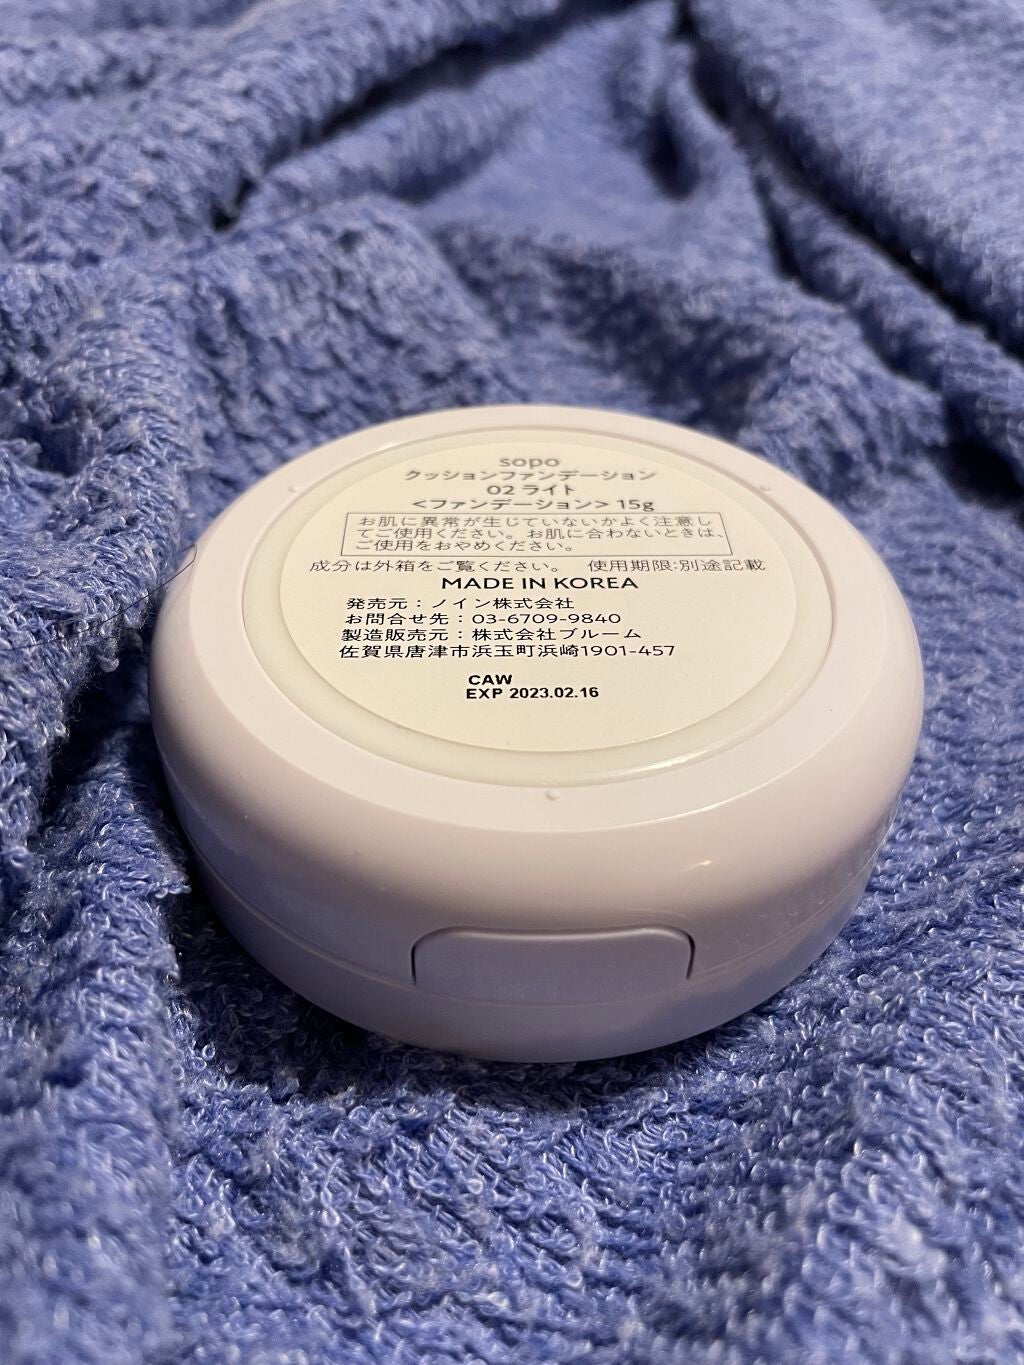 sopo
クッションファンデーション
02 ライト
<ファンデーション> 15g
お肌に異常が生じていないかよく注意し
てご使用ください。お肌に合わないときは、
ご使用をおやめください。
成分は外箱をご覧ください。 使用期限:別途記載
MADE IN KOREA
発売元:ノイン株式会社
お問合せ先:03-6709-9840
製造販売元:株式会社ブルーム
佐賀県唐津市浜玉町浜崎1901-457
CAW
EXP 2023.02.16